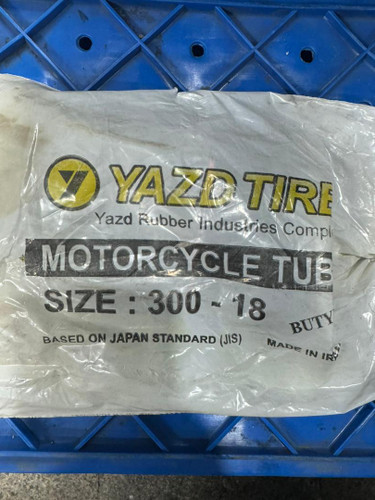 YAZD TIRE
Yazd Rubber Industries Compl
MOTORCYCLE TUB
SIZE : 300 - 18
BUTY
BASED ON JAPAN STANDARD (JIS)
MADE IN IR